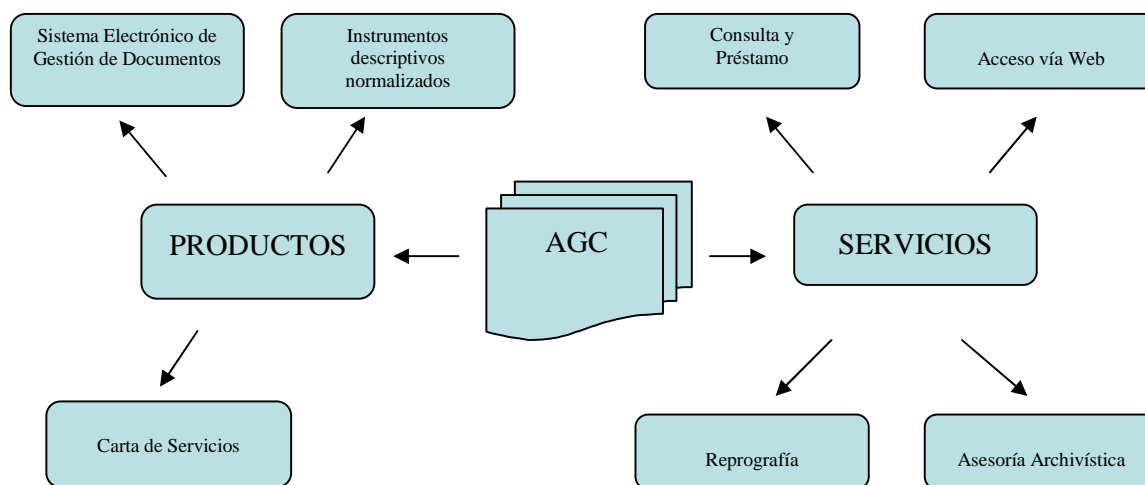 Sistema Electrónico de
Gestión de Documentos
Instrumentos
descriptivos
normalizados
Consulta y
Préstamo
Acceso vía Web
PRODUCTOS
AGC
SERVICIOS
Carta de Servicios
Reprografía
Asesoría Archivística